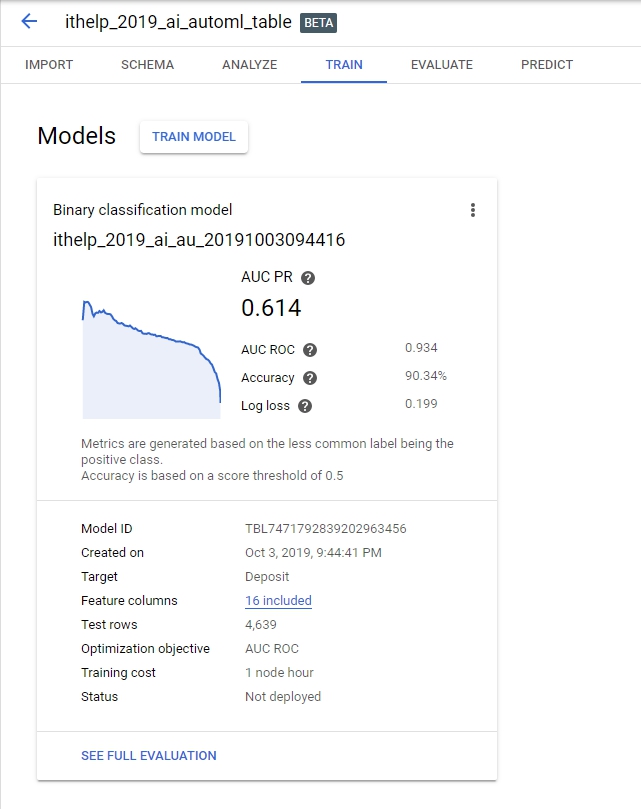 ithelp_2019_ai_automl_table BETA
IMPORT SCHEMA ANALYZE TRAIN EVALUATE PREDICT
Models TRAIN MODEL
Binary classification model
ithelp_2019_ai_au_20191003094416
AUC PR
0.614
AUC ROC 0.934
Accuracy 90.34%
Log loss 0.199
Metrics are generated based on the less common label being the
positive class.
Accuracy is based on a score threshold of 0.5
Model ID TBL7471792839202963456
Created on Oct 3, 2019, 9:44:41 PM
Target Deposit
Feature columns 16 included
Test rows 4,639
Optimization objective AUC ROC
Training cost 1 node hour
Status Not deployed
SEE FULL EVALUATION